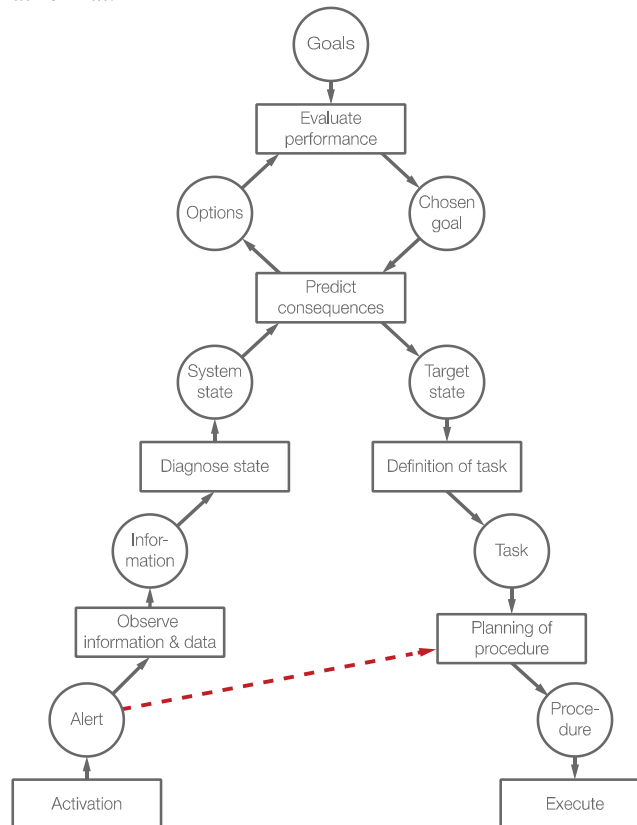 Goals
Evaluate
performance
Options
Chosen
goal
Predict
consequences
System
state
Target
state
Diagnose state
Definition of task
Infor-
mation
Task
Observe
information & data
Planning of
procedure
Alert
Proce-
dure
Activation
Execute